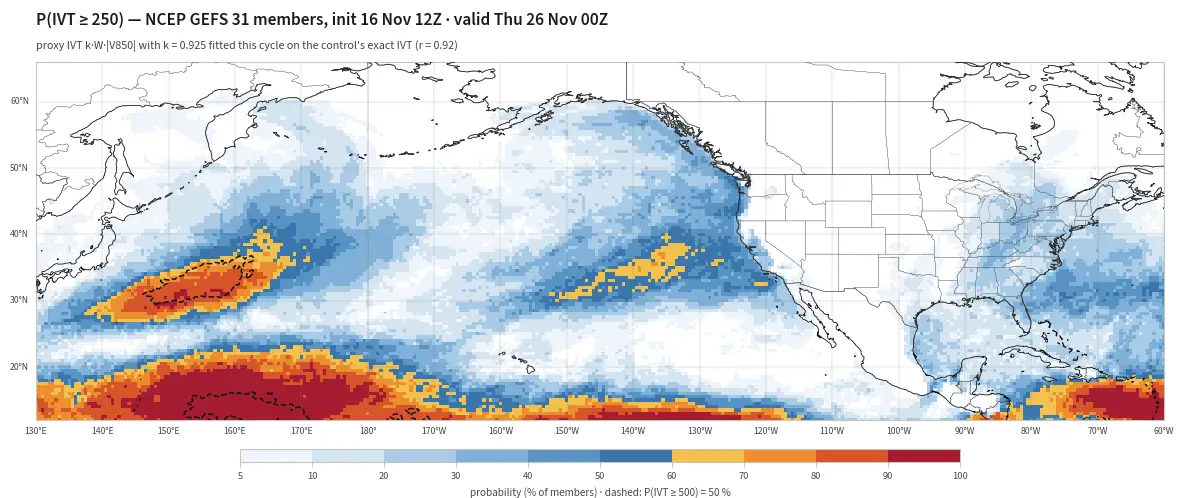 P(IVT ≥ 250) — NCEP GEFS 31 members, init 16 Nov 12Z · valid Thu 26 Nov 00Z
proxy IVT k·W·|V850| with k = 0.925 fitted this cycle on the control's exact IVT (r = 0.92)
60°N
50°N
40°N
30°N
20°N
130°E 140°E 150°E 160°E 170°E 180° 170°W 160°W 150°W 140°W 130°W 120°W 110°W 100°W 90°W 80°W 70°W 60°W
5 10 20 30 40 50 60 70 80 90 100
probability (% of members) · dashed: P(IVT ≥ 500) = 50 %